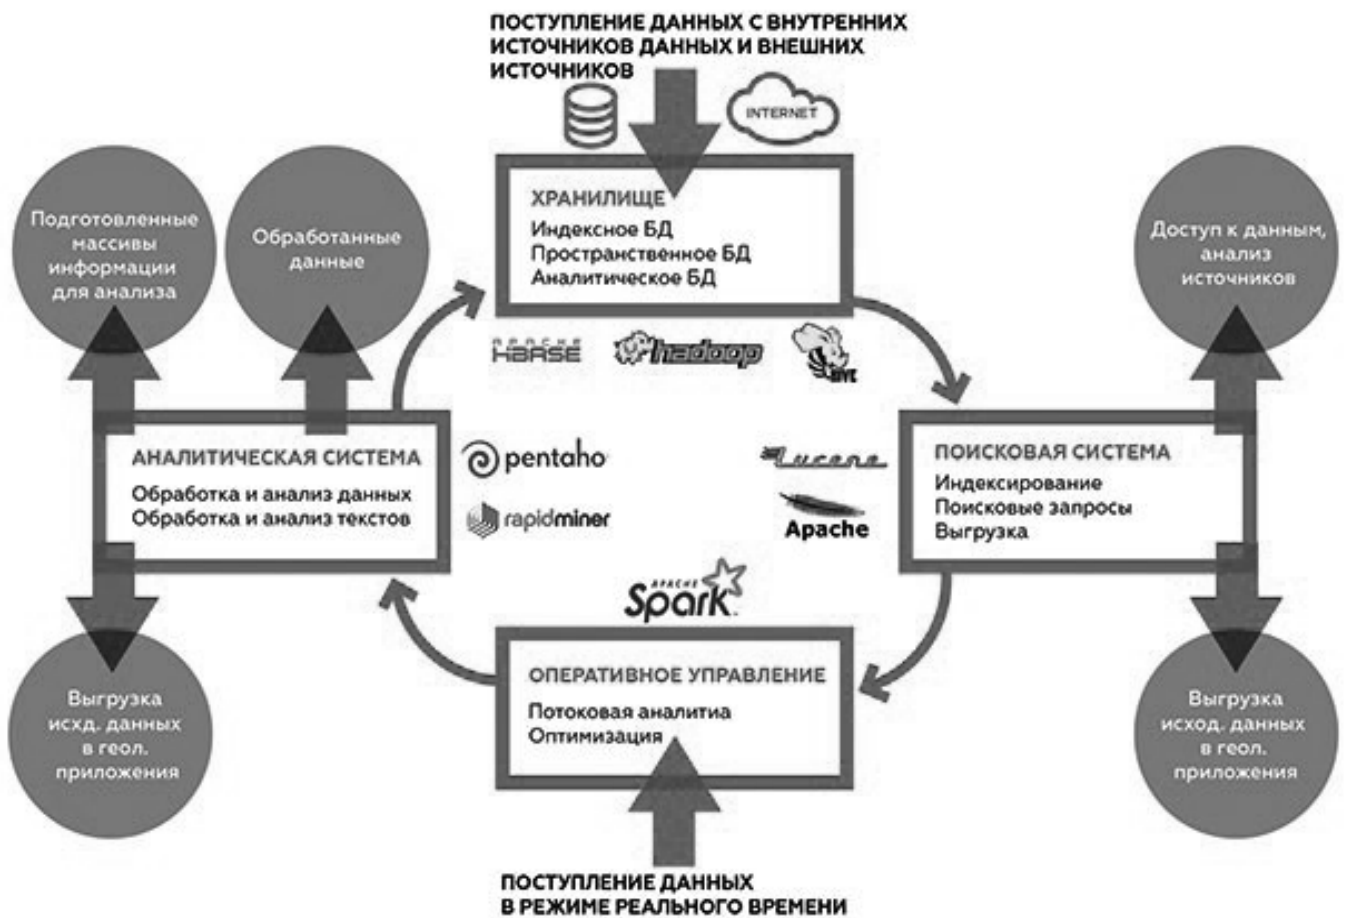 ПОСТУПЛЕНИЕ ДАННЫХ С ВНУТРЕННИХ
ИСТОЧНИКОВ ДАННЫХ И ВНЕШНИХ
ИСТОЧНИКОВ
INTERNET
ХРАНИЛИЩЕ
Индексное БД
Пространственное БД
Аналитическое БД
APACHE
HBASE
hadoop
HIVE
Подготовленные
массивы
информации
для анализа
Обработанные
данные
Доступ к данным,
анализ
источников
АНАЛИТИЧЕСКАЯ СИСТЕМА
Обработка и анализ данных
Обработка и анализ текстов
pentaho
rapidminer
Lucene
Apache
ПОИСКОВАЯ СИСТЕМА
Индексирование
Поисковые запросы
Выгрузка
APACHE
Spark
ОПЕРАТИВНОЕ УПРАВЛЕНИЕ
Потоковая аналитиа
Оптимизация
Выгрузка
исхд. данных
в геол.
приложения
Выгрузка
исход. данных
в геол.
приложения
ПОСТУПЛЕНИЕ ДАННЫХ
В РЕЖИМЕ РЕАЛЬНОГО ВРЕМЕНИ